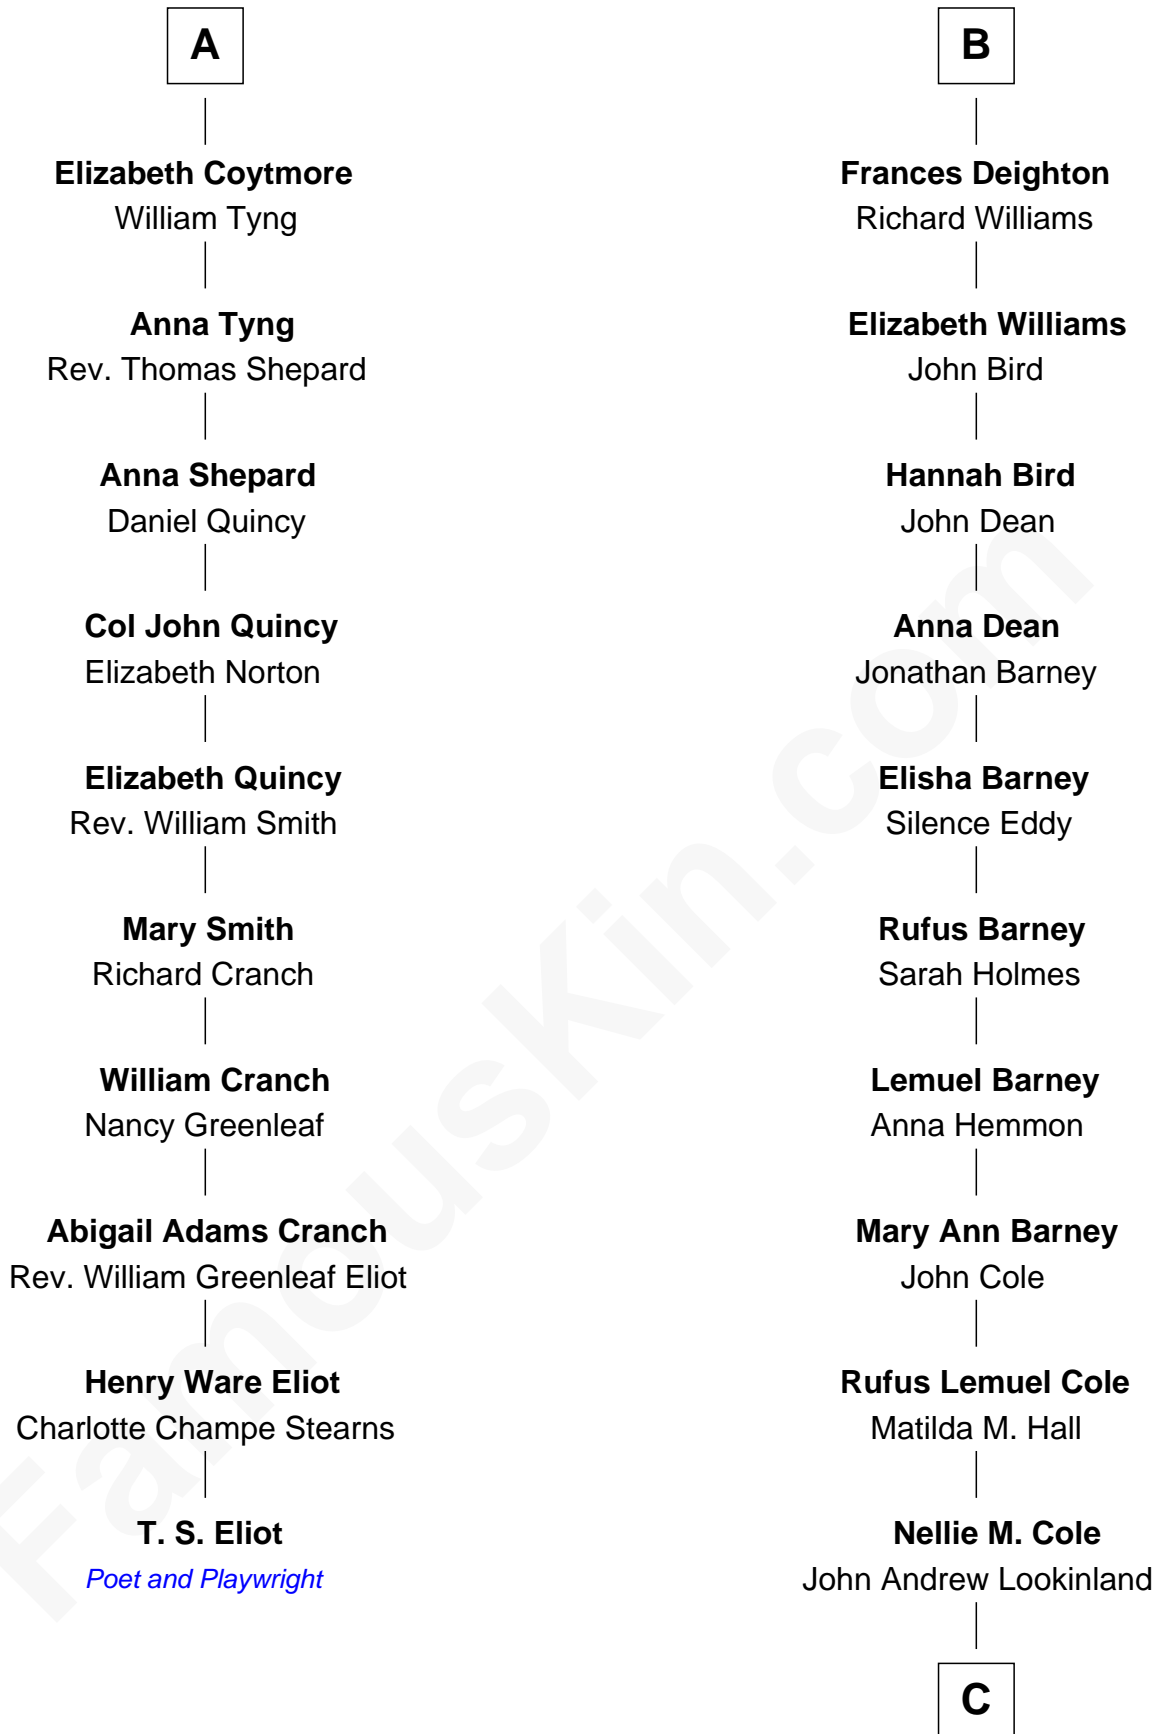 A
Elizabeth Coytmore
William Tyng
Anna Tyng
Rev. Thomas Shepard
Anna Shepard
Daniel Quincy
Col John Quincy
Elizabeth Norton
Elizabeth Quincy
Rev. William Smith
Mary Smith
Richard Cranch
William Cranch
Nancy Greenleaf
Abigail Adams Cranch
Rev. William Greenleaf Eliot
Henry Ware Eliot
Charlotte Champe Stearns
T. S. Eliot
Poet and Playwright
B
Frances Deighton
Richard Williams
Elizabeth Williams
John Bird
Hannah Bird
John Dean
Anna Dean
Jonathan Barney
Elisha Barney
Silence Eddy
Rufus Barney
Sarah Holmes
Lemuel Barney
Anna Hemmon
Mary Ann Barney
John Cole
Rufus Lemuel Cole
Matilda M. Hall
Nellie M. Cole
John Andrew Lookinland
C
FamousKin.com